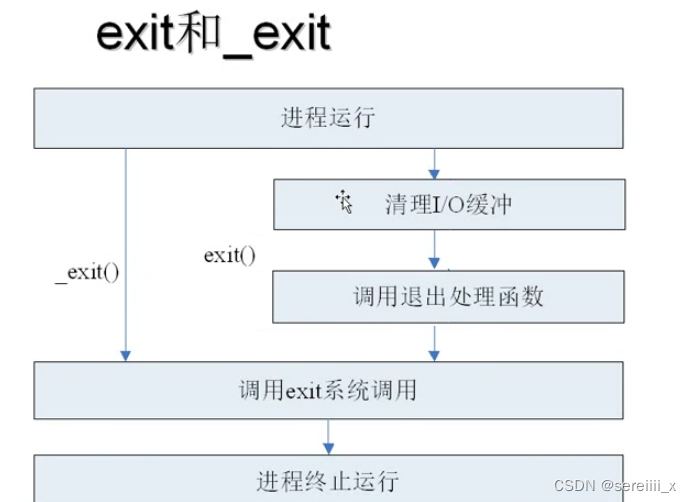 exit和_exit
进程运行
清理I/O缓冲
exit()
_exit()
调用退出处理函数
调用exit系统调用
进程终止运行
CSDN @sereiiii_x